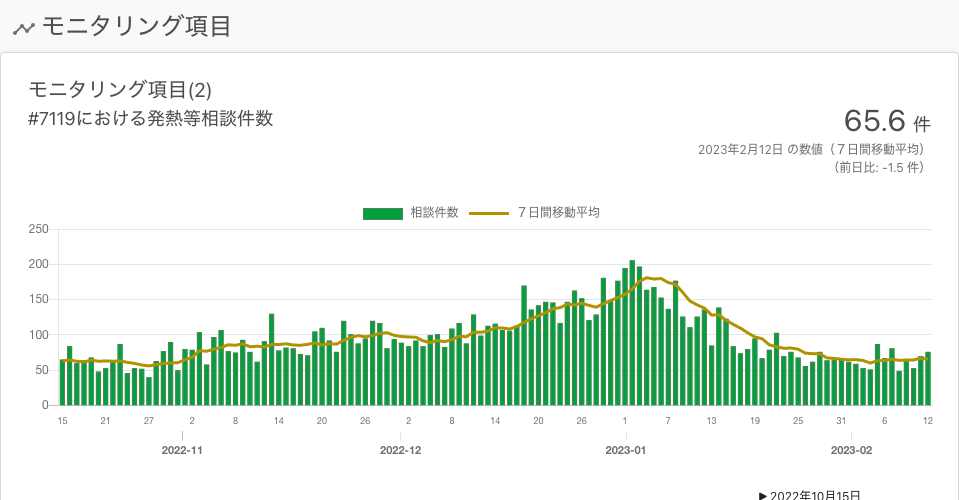 モニタリング項目
モニタリング項目(2)
#7119における発熱等相談件数
65.6 件
2023年2月12日 の数値（７日間移動平均）
（前日比: -1.5 件）
相談件数 ７日間移動平均
250
200
150
100
50
0
15 21 27 2 8 14 20 26 2 8 14 20 26 1 7 13 19 25 31 6 12
2022-11 2022-12 2023-01 2023-02
▶ 2022年10月15日